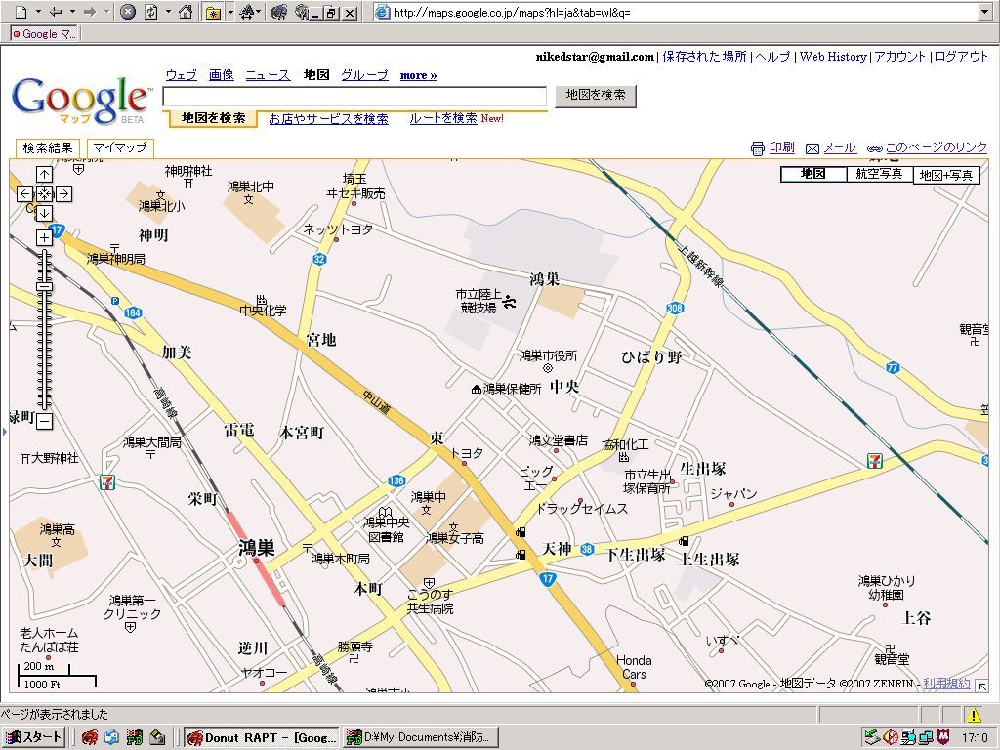 http://maps.google.co.jp/maps?hl=ja&tab=wl&q=
Google マ...
nikedstar@gmail.com | 保存された場所 | ヘルプ | Web History | アカウント | ログアウト
ウェブ 画像 ニュース 地図 グループ more »
Google マップ BETA
地図を検索
地図を検索 お店やサービスを検索 ルートを検索 New!
検索結果 マイマップ
印刷 メール このページのリンク
地図 航空写真 地図+写真
神明神社
鴻巣北中
埼玉
ヰセキ販売
鴻巣北小
神明
ネッツトヨタ
17
鴻巣神明局
32
上越新幹線
鴻巣
市立陸上
競技場
P
164
中央化学
308
宮地
加美
観音堂
鴻巣市役所
ひばり野
77
鴻巣保健所
中央
高崎線
中山道
緑町
雷電
本宮町
東
鴻巣大間局
大野神社
トヨタ
鴻文堂書店
協和化工
7
生出塚
ビッグ
エー
市立生出
塚保育所
136
栄町
鴻巣中
ジャパン
ドラッグセイムス
鴻巣中央
図書館
鴻巣女子高
鴻巣高
大間
鴻巣
鴻巣本町局
天神
38
下生出塚
上生出塚
17
本町
こうのす
共生病院
鴻巣第一
クリニック
鴻巣ひかり
幼稚園
上谷
老人ホーム
たんぽぽ荘
逆川
勝願寺
いすゞ
観音堂
高崎線
ヤオコー
Honda
Cars
200 m
1000 Ft
©2007 Google - 地図データ ©2007 ZENRIN - 利用規約
ページが表示されました
スタート
Donut RAPT - [Goog...
D:¥My Documents¥消防...
17:10